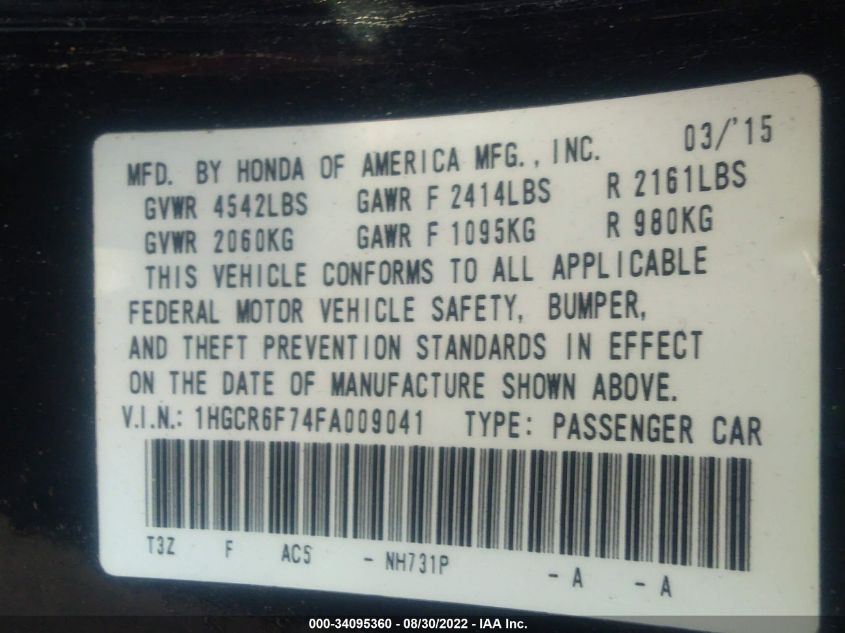 MFD. BY HONDA OF AMERICA MFG., INC. 03/'15
GVWR 4542LBS GAWR F 2414LBS R 2161LBS
GVWR 2060KG GAWR F 1095KG R 980KG
THIS VEHICLE CONFORMS TO ALL APPLICABLE
FEDERAL MOTOR VEHICLE SAFETY, BUMPER,
AND THEFT PREVENTION STANDARDS IN EFFECT
ON THE DATE OF MANUFACTURE SHOWN ABOVE.
V.I.N.: 1HGCR6F74FA009041 TYPE: PASSENGER CAR
T3Z F AC5 - NH731P - A - A
000-34095360 - 08/30/2022 - IAA Inc.